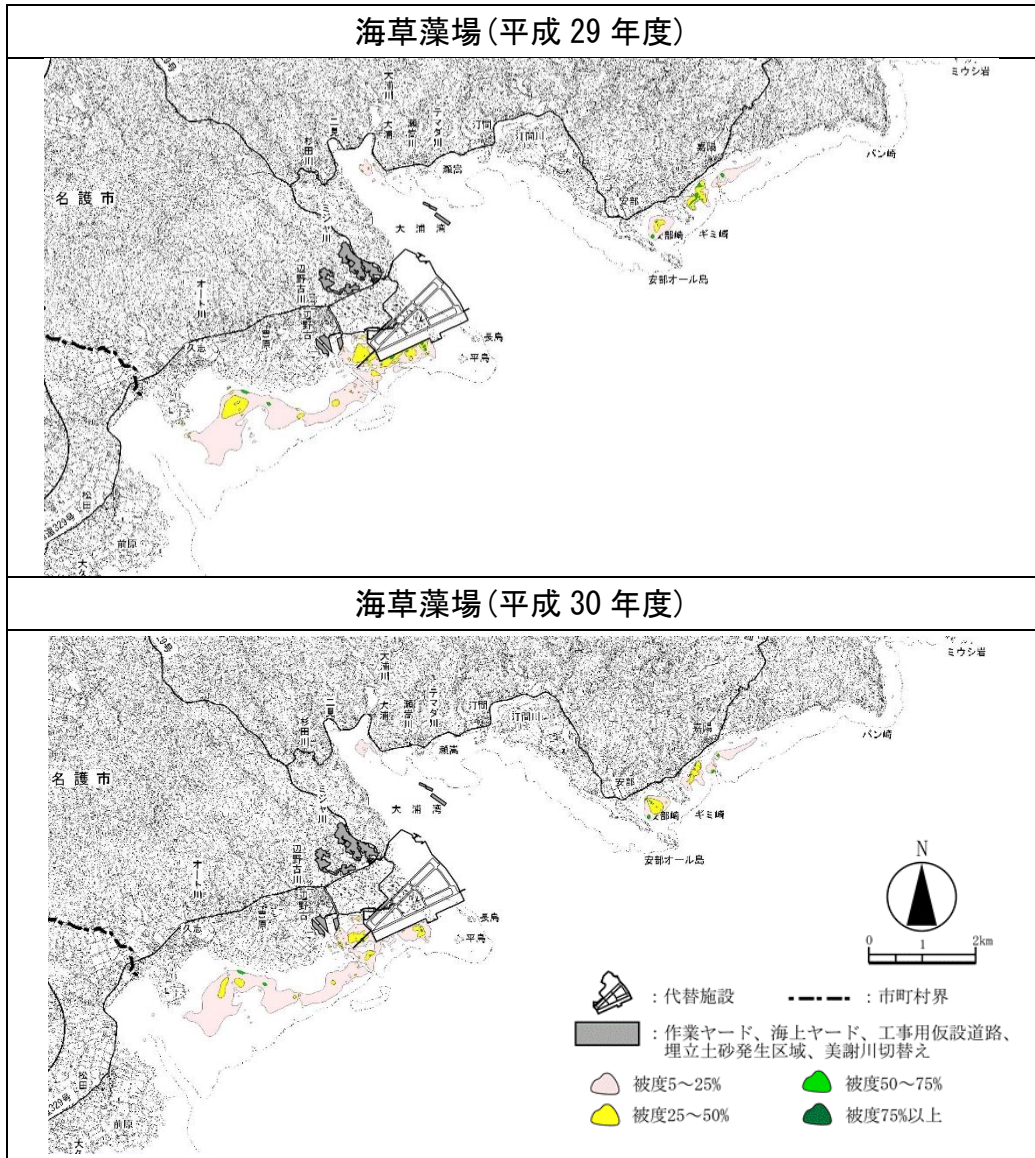 海草藻場(平成 29 年度)
ミウシ岩
バン崎
嘉陽
安部
安部崎
ギミ崎
安部オール島
汀間
汀間川
テマタ川
瀬嵩川
瀬嵩
大浦川
大浦
二見
杉田川
ミジャ川
大浦湾
名護市
辺野古川
辺野古
オート川
豊原
久志
長島
平島
松田
前原
海草藻場(平成 30 年度)
ミウシ岩
バン崎
嘉陽
安部
安部崎
ギミ崎
安部オール島
汀間
汀間川
テマタ川
瀬嵩川
瀬嵩
大浦川
大浦
二見
杉田川
ミジャ川
大浦湾
名護市
辺野古川
辺野古
オート川
豊原
久志
長島
平島
松田
前原
N
0 1 2km
:代替施設
:市町村界
:作業ヤード、海上ヤード、工事用仮設道路、
埋立土砂発生区域、美謝川切替え
被度5～25%
被度50～75%
被度25～50%
被度75%以上